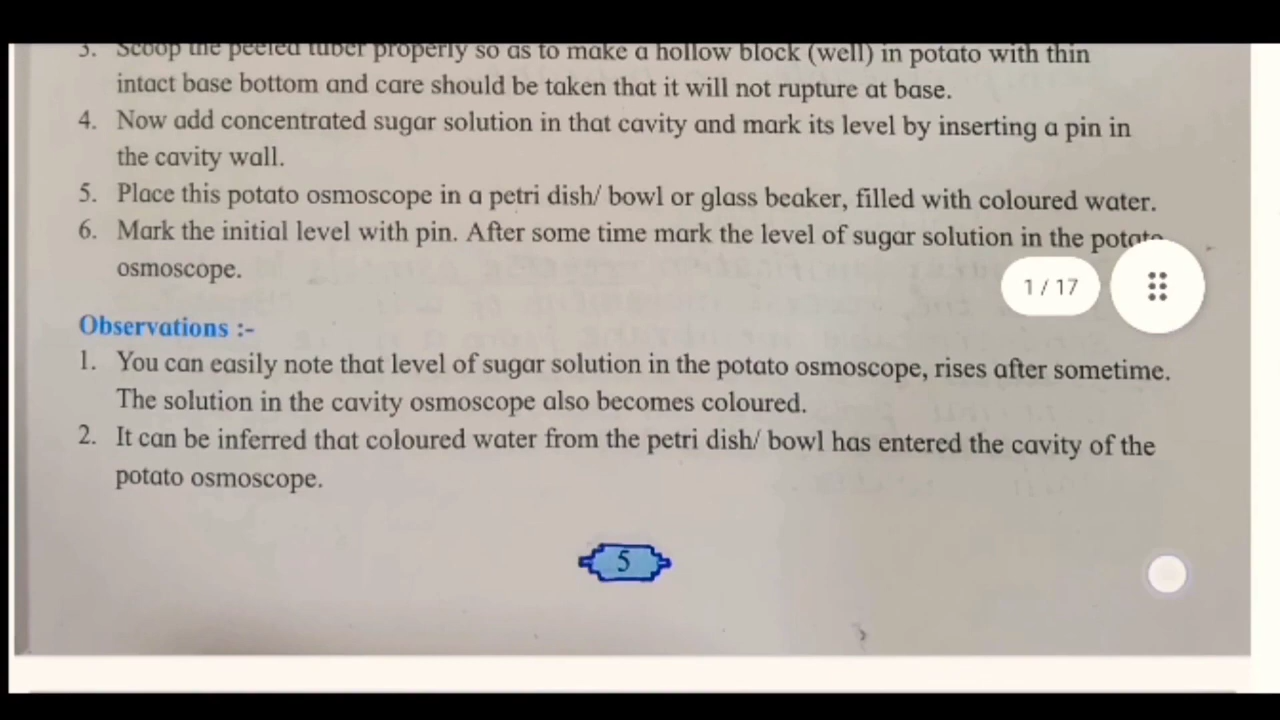 3. Scoop the peeled tuber properly so as to make a hollow block (well) in potato with thin
intact base bottom and care should be taken that it will not rupture at base.
4. Now add concentrated sugar solution in that cavity and mark its level by inserting a pin in
the cavity wall.
5. Place this potato osmoscope in a petri dish/ bowl or glass beaker, filled with coloured water.
6. Mark the initial level with pin. After some time mark the level of sugar solution in the potato
osmoscope.
1 / 17
Observations :-
1. You can easily note that level of sugar solution in the potato osmoscope, rises after sometime.
The solution in the cavity osmoscope also becomes coloured.
2. It can be inferred that coloured water from the petri dish/ bowl has entered the cavity of the
potato osmoscope.
5